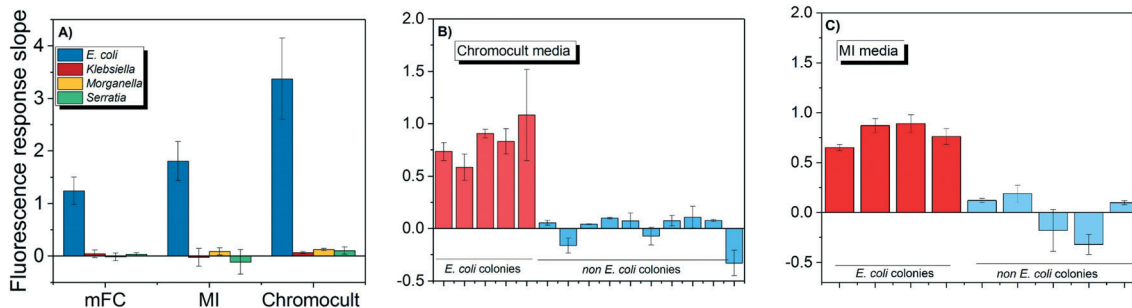 Fluorescence response slope
A)
4
3
2
1
0
E. coli
Klebsiella
Morganella
Serratia
mFC MI Chromocult
B)
Chromocult media
2.0
1.5
1.0
0.5
0.0
-0.5
E. coli colonies non E. coli colonies
C)
MI media
2.0
1.5
1.0
0.5
0.0
-0.5
E. coli colonies non E. coli colonies